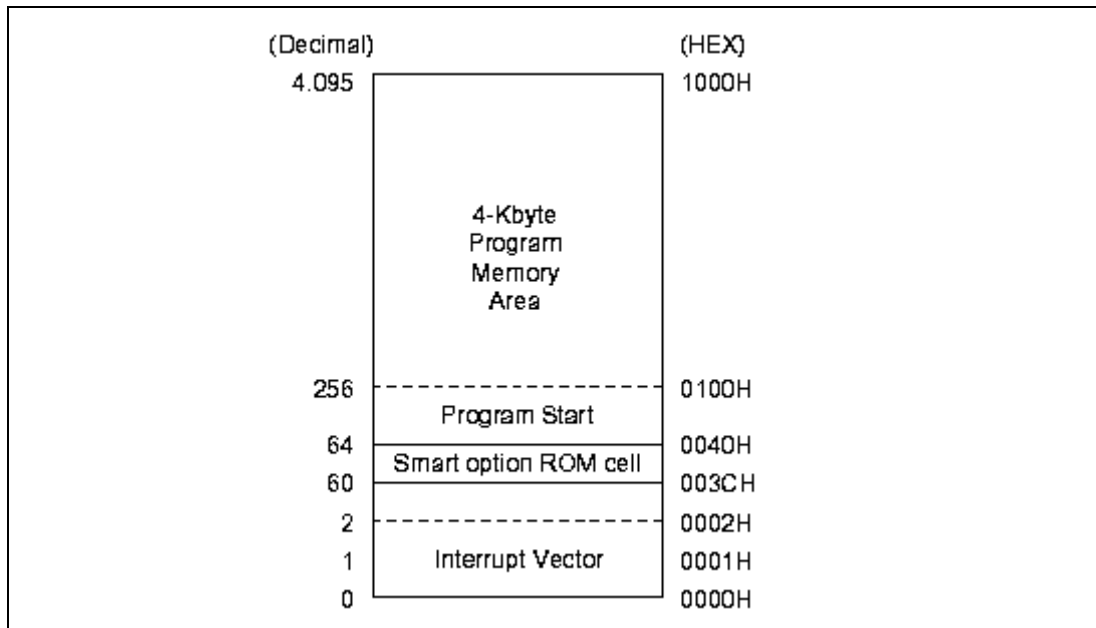 (Decimal) (HEX)
4.095 1000H
4-Kbyte
Program
Memory
Area
256 0100H
Program Start
64 0040H
Smart option ROM cell
60 003CH
2 0002H
1 Interrupt Vector 0001H
0 0000H